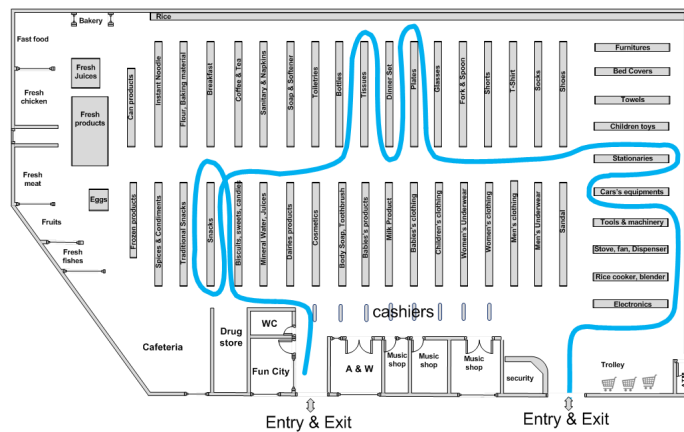 Bakery
Rice
Fast food
Fresh
Juices
Fresh
chicken
Fresh
products
Fresh
meat
Eggs
Fruits
Fresh
fishes
Can products
Instant Noodle
Flour, Baking material
Breakfast
Coffee & Tea
Sanitary & Napkins
Soap & Softener
Toiletries
Bottles
Tissues
Dinner Set
Plates
Glasses
Fork & Spoon
Shorts
T-Shirt
Socks
Shoes
Furnitures
Bed Covers
Towels
Children toys
Stationaries
Cars's equipments
Tools & machinery
Stove, fan, Dispenser
Rice cooker, blender
Electronics
Frozen products
Spices & Condiments
Traditional Snacks
Snacks
Biscuits, sweets, candies
Mineral Water, Juices
Daries products
Cosmetics
Body Soap, Toothbrush
Babies's products
Milk Product
Babies's clothing
Children's clothing
Women's Underwear
Women's clothing
Men's clothing
Men's Underwear
Sandal
cashiers
Cafeteria
Drug
store
WC
Fun City
A & W
Music
shop
Music
shop
Music
shop
security
Trolley
Entry & Exit
Entry & Exit